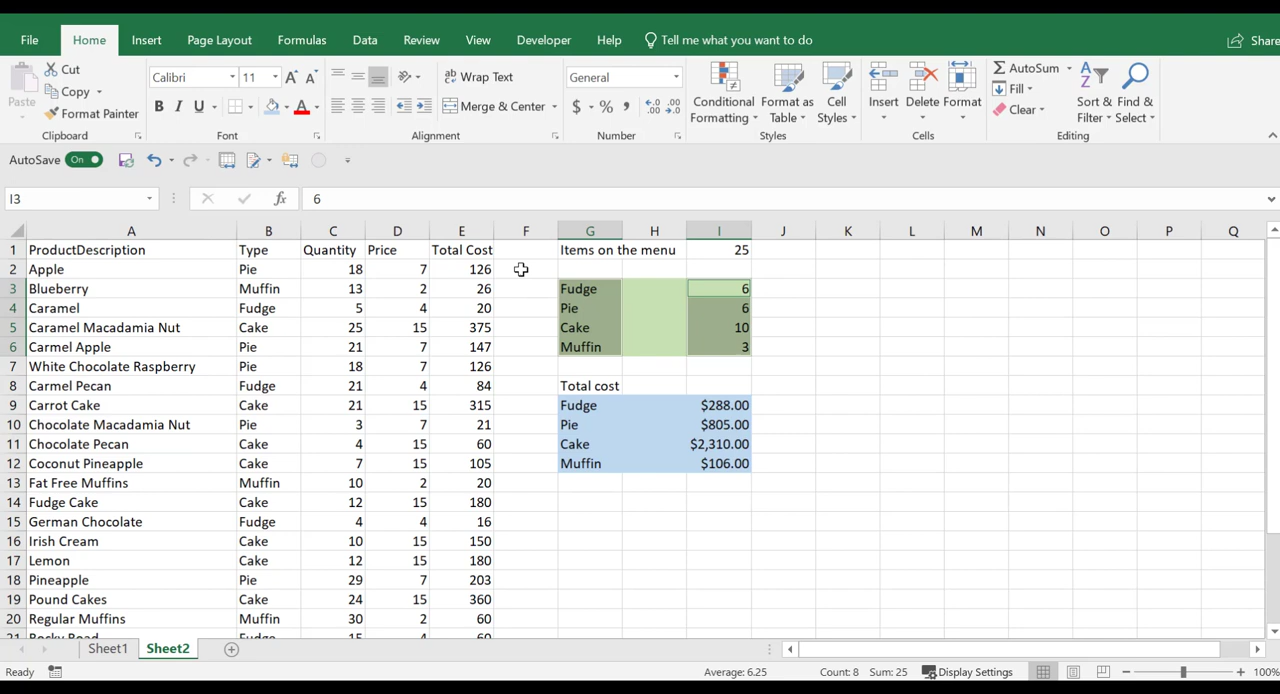 File Home Insert Page Layout Formulas Data Review View Developer Help Tell me what you want to do Share
Paste Cut Copy Format Painter Clipboard
Calibri 11 A A B I U A Font
ab Wrap Text Merge & Center Alignment
General $ % , .00 Number
Conditional Formatting Format as Table Cell Styles Styles
Insert Delete Format Cells
AutoSum Fill Clear Sort & Filter Find & Select Editing
AutoSave On
I3 fx 6
A B C D E F G H I J K L M N O P Q
1 ProductDescription Type Quantity Price Total Cost Items on the menu 25
2 Apple Pie 18 7 126
3 Blueberry Muffin 13 2 26 Fudge 6
4 Caramel Fudge 5 4 20 Pie 6
5 Caramel Macadamia Nut Cake 25 15 375 Cake 10
6 Carmel Apple Pie 21 7 147 Muffin 3
7 White Chocolate Raspberry Pie 18 7 126
8 Carmel Pecan Fudge 21 4 84 Total cost
9 Carrot Cake Cake 21 15 315 Fudge $288.00
10 Chocolate Macadamia Nut Pie 3 7 21 Pie $805.00
11 Chocolate Pecan Cake 4 15 60 Cake $2,310.00
12 Coconut Pineapple Cake 7 15 105 Muffin $106.00
13 Fat Free Muffins Muffin 10 2 20
14 Fudge Cake Cake 12 15 180
15 German Chocolate Fudge 4 4 16
16 Irish Cream Cake 10 15 150
17 Lemon Cake 12 15 180
18 Pineapple Pie 29 7 203
19 Pound Cakes Cake 24 15 360
20 Regular Muffins Muffin 30 2 60
21 Rocky Road Fudge 15 4 60
Sheet1 Sheet2
Ready Average: 6.25 Count: 8 Sum: 25 Display Settings 100%